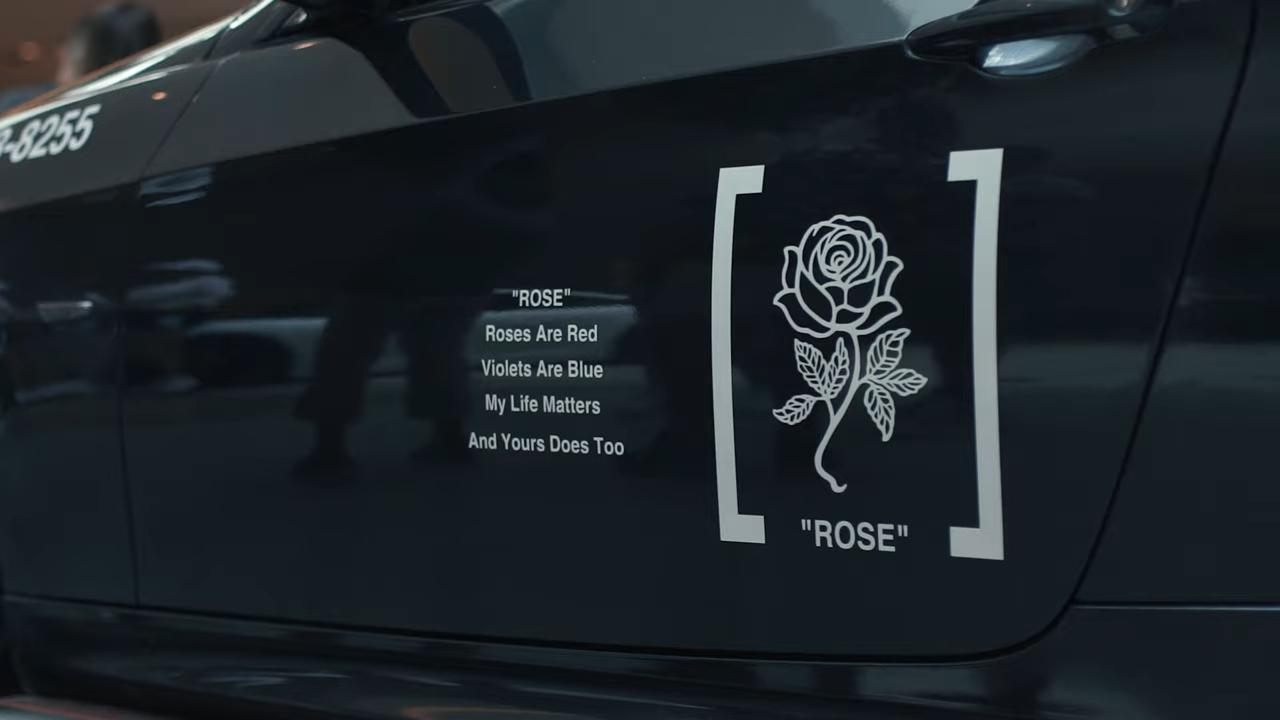 -8255
"ROSE"
Roses Are Red
Violets Are Blue
My Life Matters
And Yours Does Too
"ROSE"